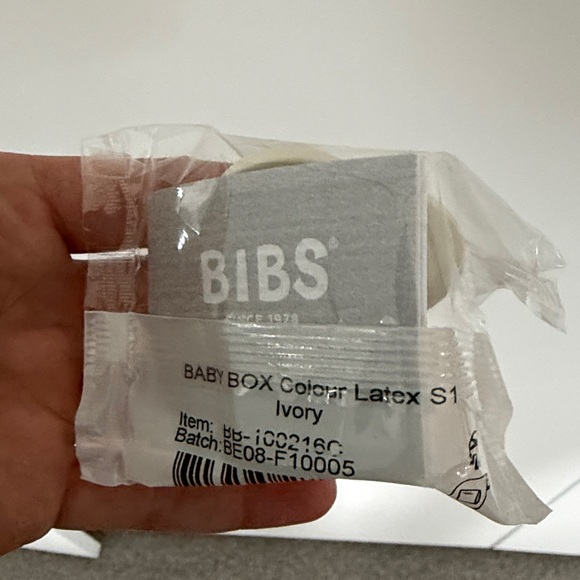 BIBS®
SINCE 1978
BABY BOX Colour Latex S1
Ivory
Item: BB-100216C
Batch: BE08-F10005